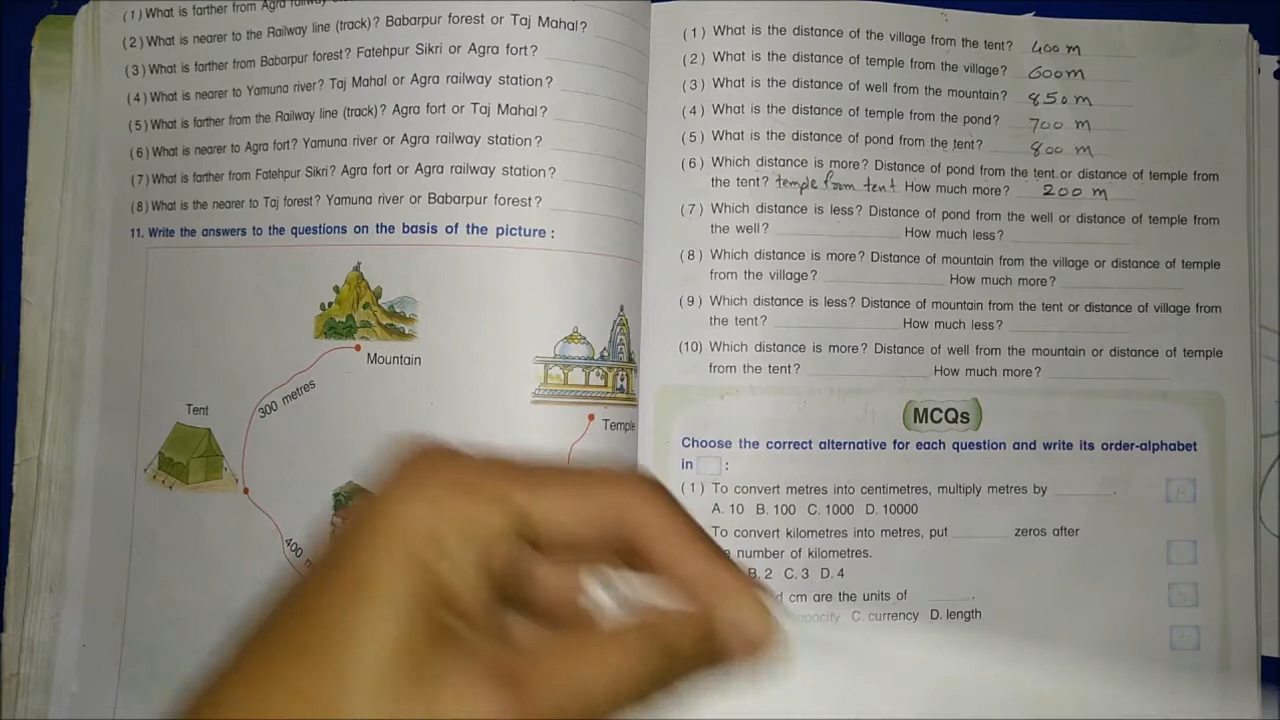 (1) What is farther from Agra
(2) What is nearer to the Railway line (track)? Babarpur forest or Taj Mahal?
(3) What is farther from Babarpur forest? Fatehpur Sikri or Agra fort?
(4) What is nearer to Yamuna river? Taj Mahal or Agra railway station?
(5) What is farther from the Railway line (track)? Agra fort or Taj Mahal?
(6) What is nearer to Agra fort? Yamuna river or Agra railway station?
(7) What is farther from Fatehpur Sikri? Agra fort or Agra railway station?
(8) What is the nearer to Taj forest? Yamuna river or Babarpur forest?
11. Write the answers to the questions on the basis of the picture :
Mountain
300 metres
Tent
Temple
400
(1) What is the distance of the village from the tent? 400 m
(2) What is the distance of temple from the village? 600m
(3) What is the distance of well from the mountain? 850 m
(4) What is the distance of temple from the pond? 700 m
(5) What is the distance of pond from the tent? 800 m
(6) Which distance is more? Distance of pond from the tent or distance of temple from
the tent? temple from tent How much more? 200 m
(7) Which distance is less? Distance of pond from the well or distance of temple from
the well? How much less?
(8) Which distance is more? Distance of mountain from the village or distance of temple
from the village? How much more?
(9) Which distance is less? Distance of mountain from the tent or distance of village from
the tent? How much less?
(10) Which distance is more? Distance of well from the mountain or distance of temple
from the tent? How much more?
MCQs
Choose the correct alternative for each question and write its order-alphabet
in :
(1) To convert metres into centimetres, multiply metres by .
A. 10 B. 100 C. 1000 D. 10000
To convert kilometres into metres, put zeros after
number of kilometres.
B. 2 C. 3 D. 4
cm are the units of .
C. currency D. length